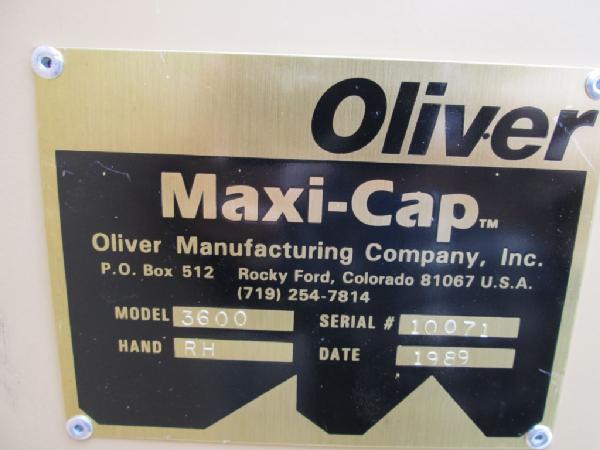 Oliver
Maxi-Cap™
Oliver Manufacturing Company, Inc.
P.O. Box 512 Rocky Ford, Colorado 81067 U.S.A.
(719) 254-7814
MODEL 3600 SERIAL # 10071
HAND RH DATE 1989